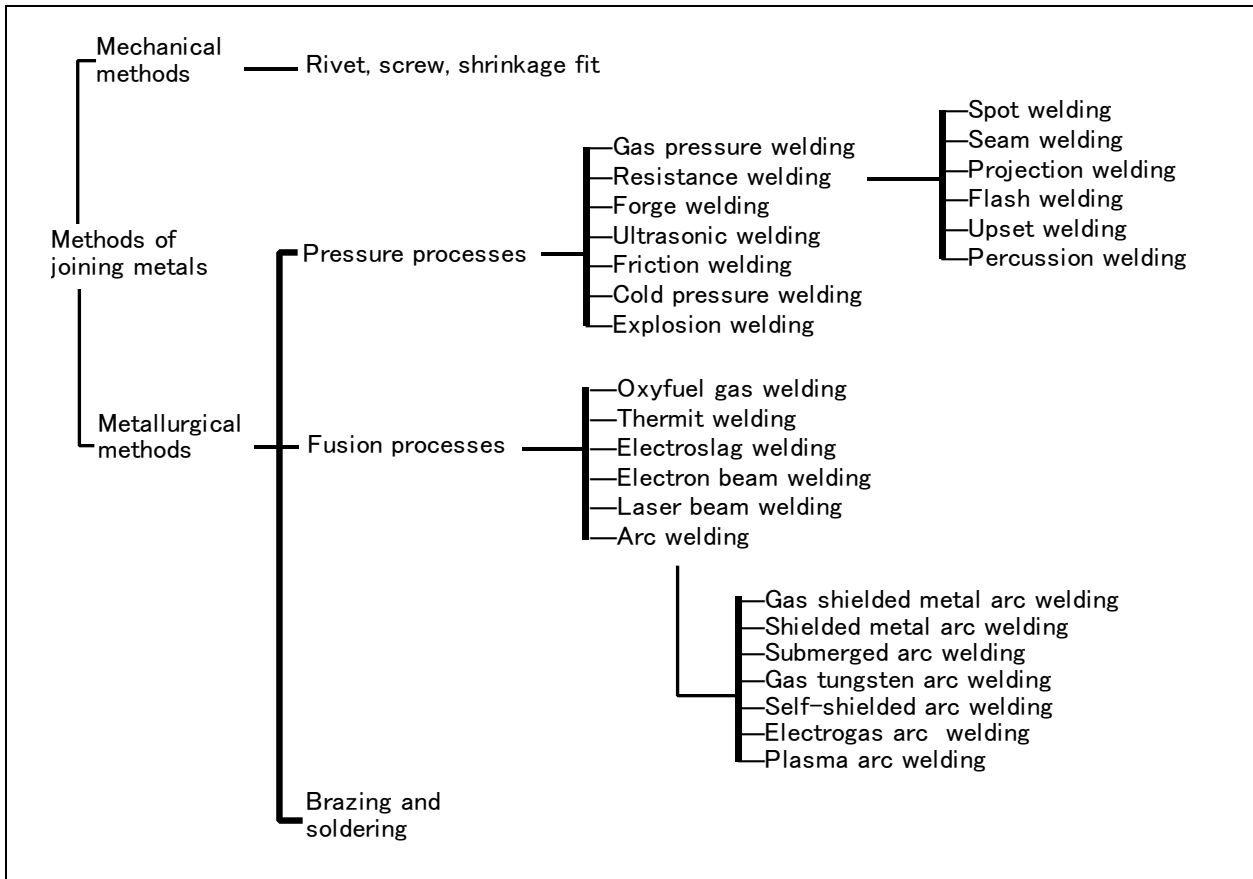 Mechanical
methods
Rivet, screw, shrinkage fit
Methods of
joining metals
Metallurgical
methods
Pressure processes
Gas pressure welding
Resistance welding
Forge welding
Ultrasonic welding
Friction welding
Cold pressure welding
Explosion welding
Spot welding
Seam welding
Projection welding
Flash welding
Upset welding
Percussion welding
Fusion processes
Oxyfuel gas welding
Thermit welding
Electroslag welding
Electron beam welding
Laser beam welding
Arc welding
Gas shielded metal arc welding
Shielded metal arc welding
Submerged arc welding
Gas tungsten arc welding
Self-shielded arc welding
Electrogas arc  welding
Plasma arc welding
Brazing and
soldering